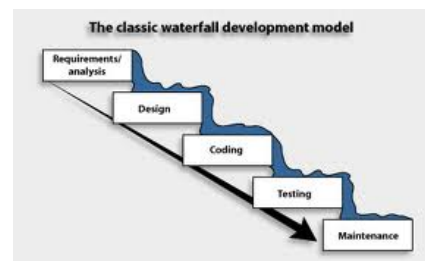 The classic waterfall development model
Requirements/
analysis
Design
Coding
Testing
Maintenance